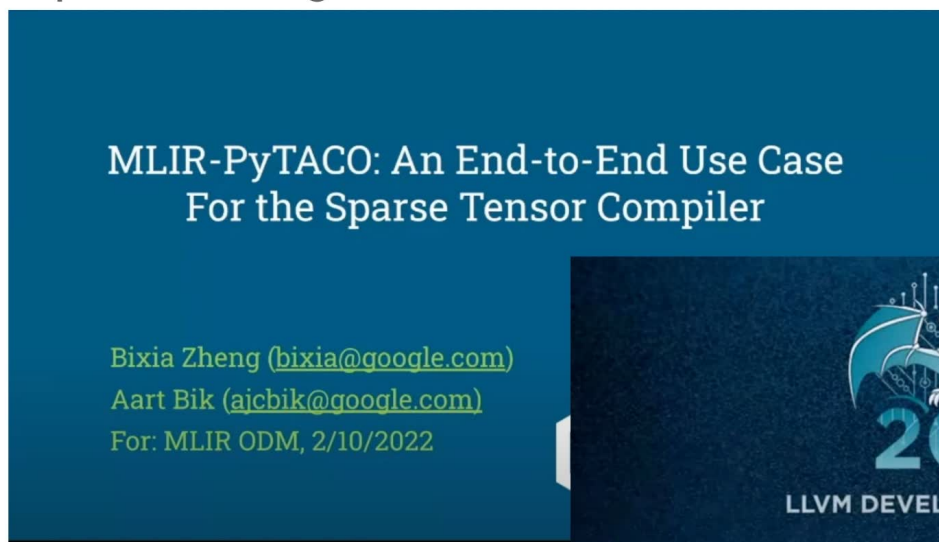 MLIR-PyTACO: An End-to-End Use Case
For the Sparse Tensor Compiler
Bixia Zheng (bixia@google.com)
Aart Bik (ajcbik@google.com)
For: MLIR ODM, 2/10/2022
LLVM